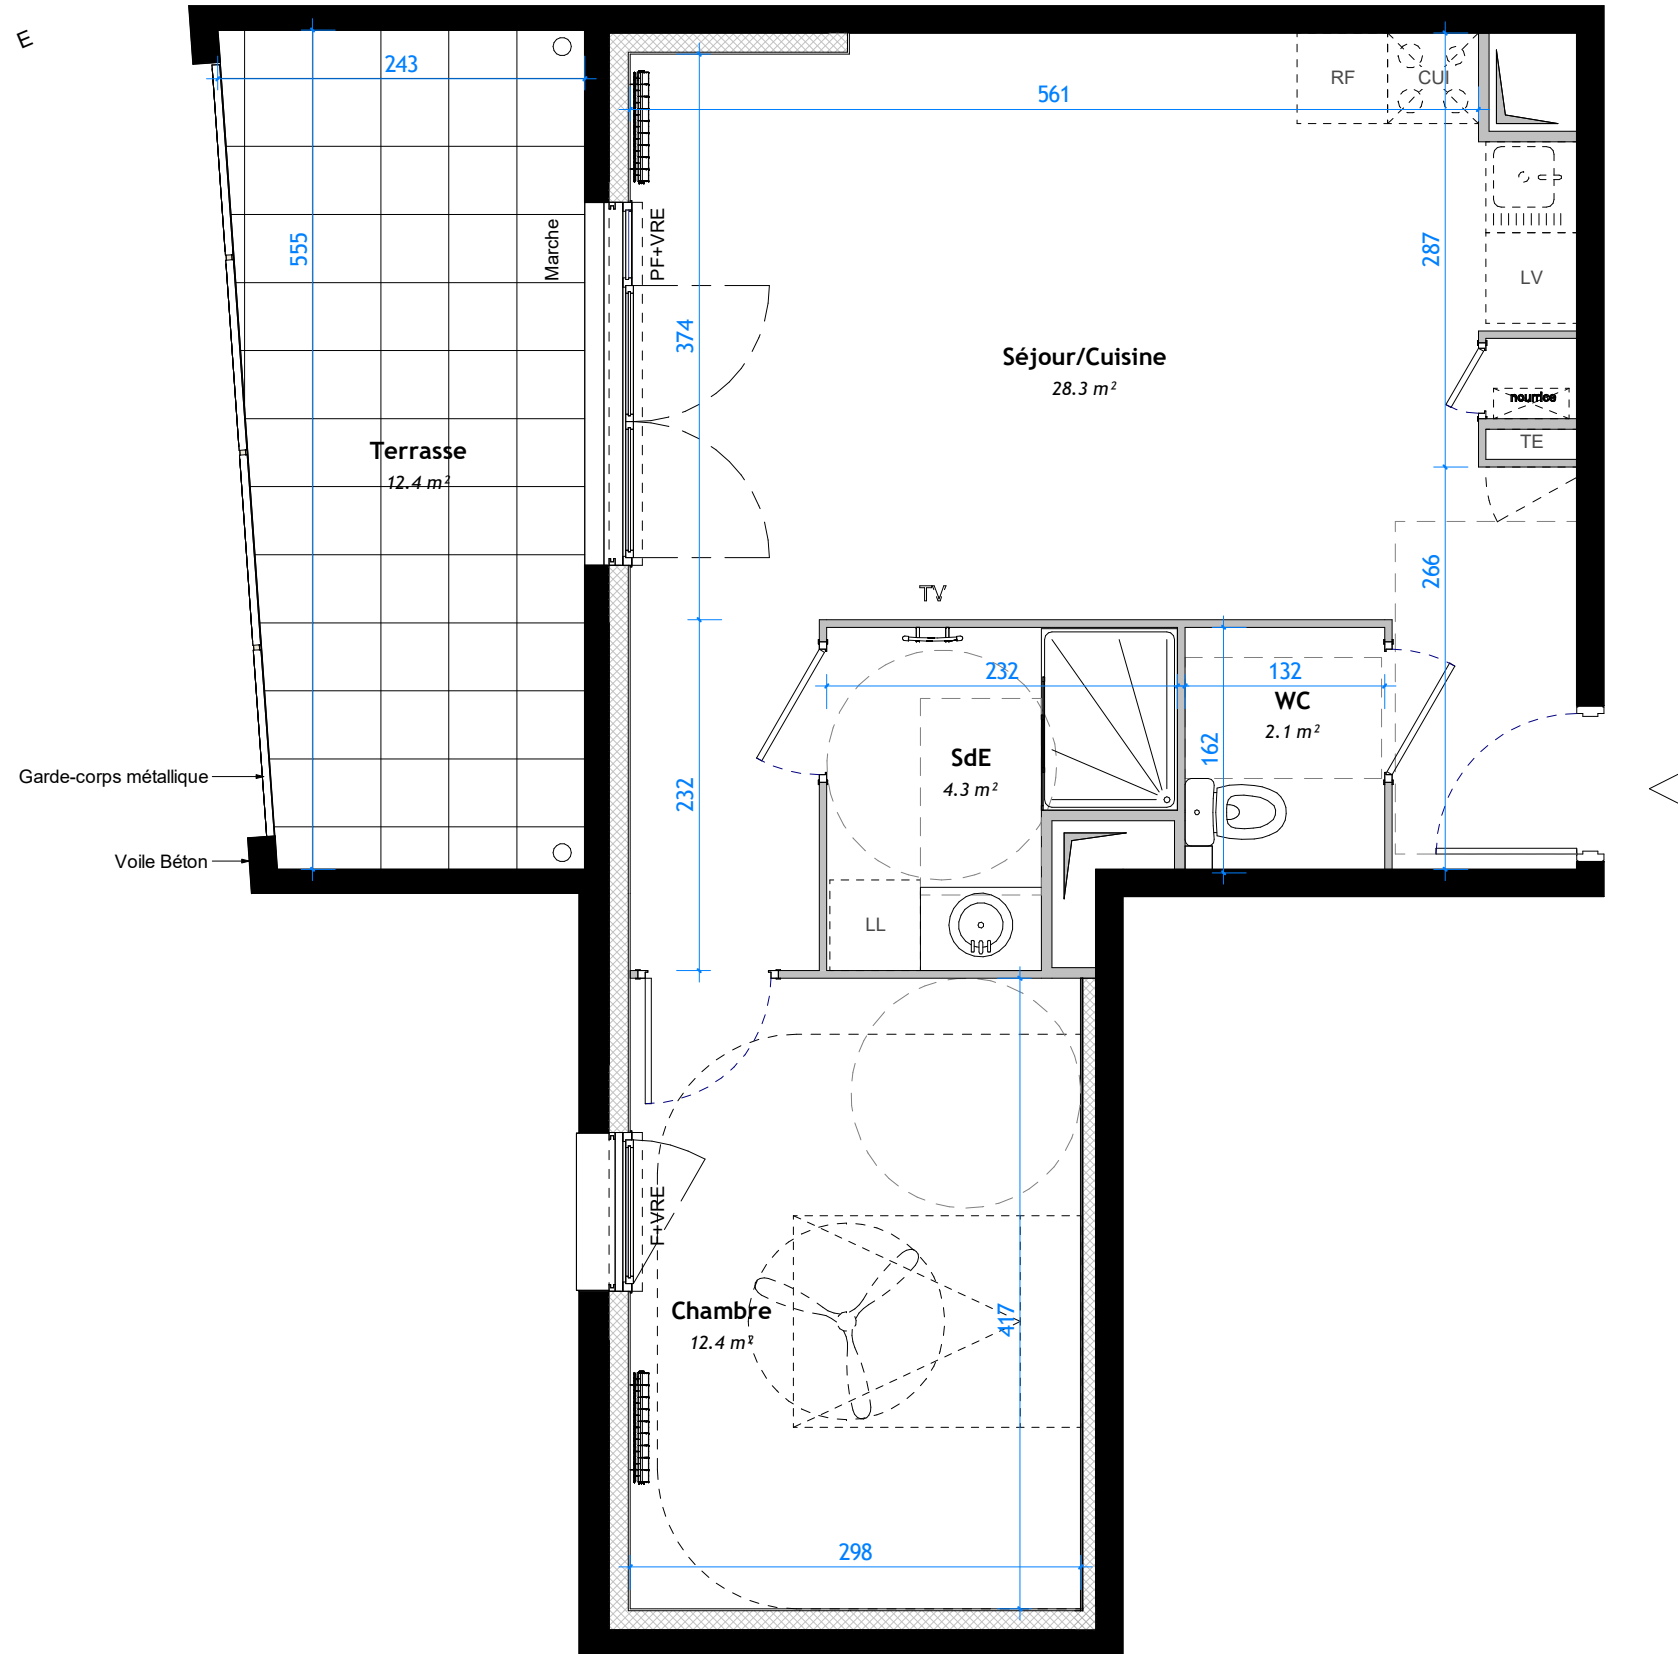 E
243
561
RF
CUI
555
Marche
PF+VRE
374
287
LV
Séjour/Cuisine
28.3 m²
nourrice
TE
Terrasse
12.4 m²
266
TV
232
132
WC
2.1 m²
162
SdE
4.3 m²
232
Garde-corps métallique
Voile Béton
LL
F+VRE
Chambre
12.4 m²
417
298